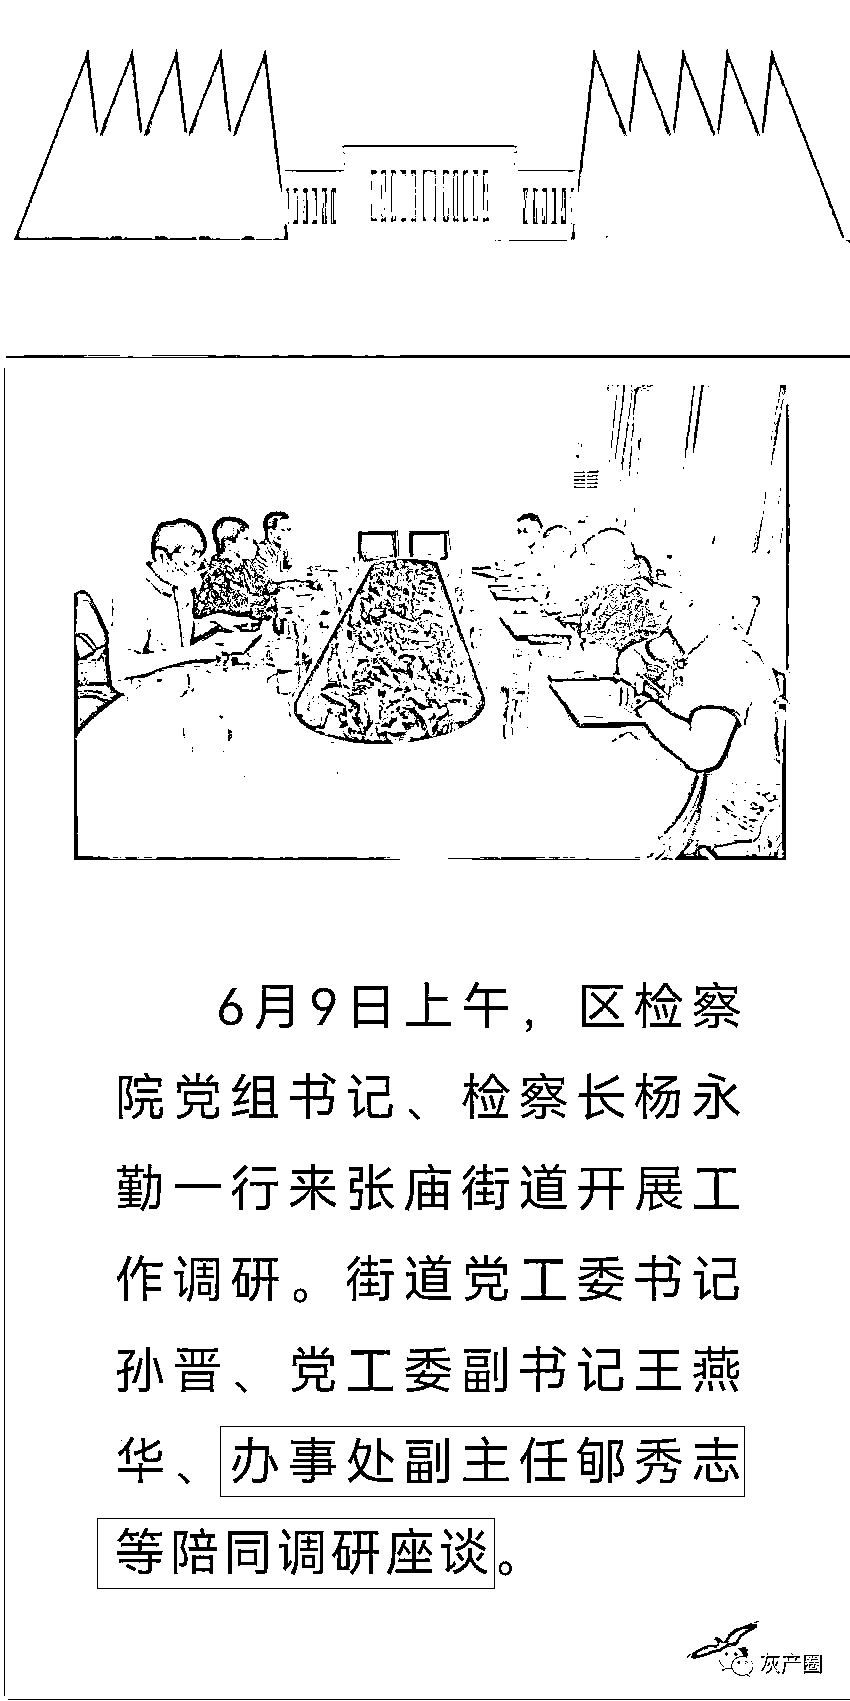 6月9日上午，区检察
院党组书记、检察长杨永
勤一行来张庙街道开展工
作调研。街道党工委书记
孙晋、党工委副书记王燕
华、办事处副主任郇秀志
等陪同调研座谈。
灰产圈